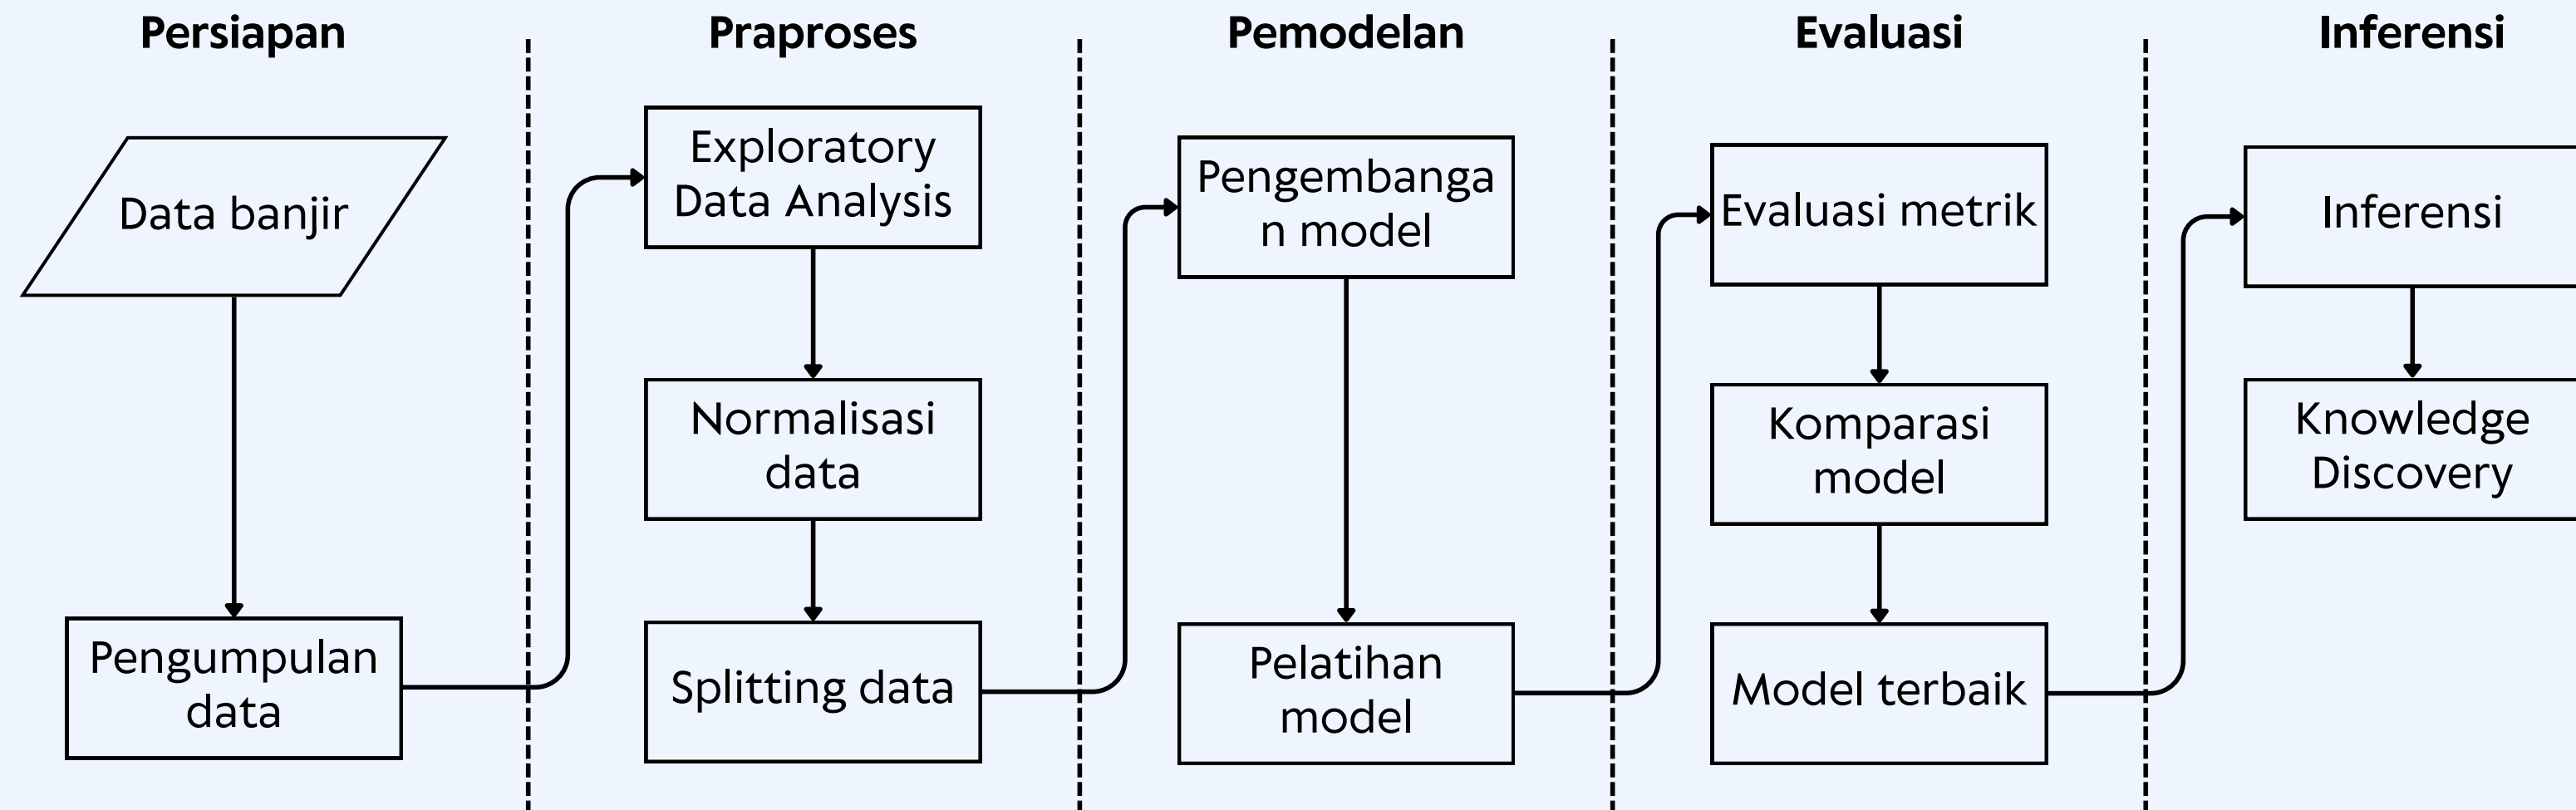 Persiapan
Data banjir
Pengumpulan
data
Praproses
Exploratory
Data Analysis
Normalisasi
data
Splitting data
Pemodelan
Pengembanga
n model
Pelatihan
model
Evaluasi
Evaluasi metrik
Komparasi
model
Model terbaik
Inferensi
Inferensi
Knowledge
Discovery